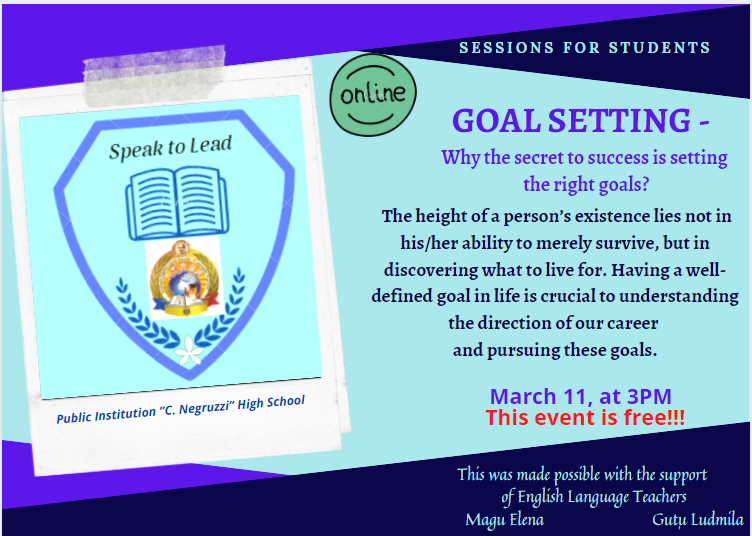 SESSIONS FOR STUDENTS
online
Speak to Lead
Public Institution ”C. Negruzzi” High School
GOAL SETTING -
Why the secret to success is setting
the right goals?
The height of a person’s existence lies not in
his/her ability to merely survive, but in
discovering what to live for. Having a well-
defined goal in life is crucial to understanding
the direction of our career
and pursuing these goals.
March 11, at 3PM
This event is free!!!
This was made possible with the support
of English Language Teachers
Magu Elena Guțu Ludmila